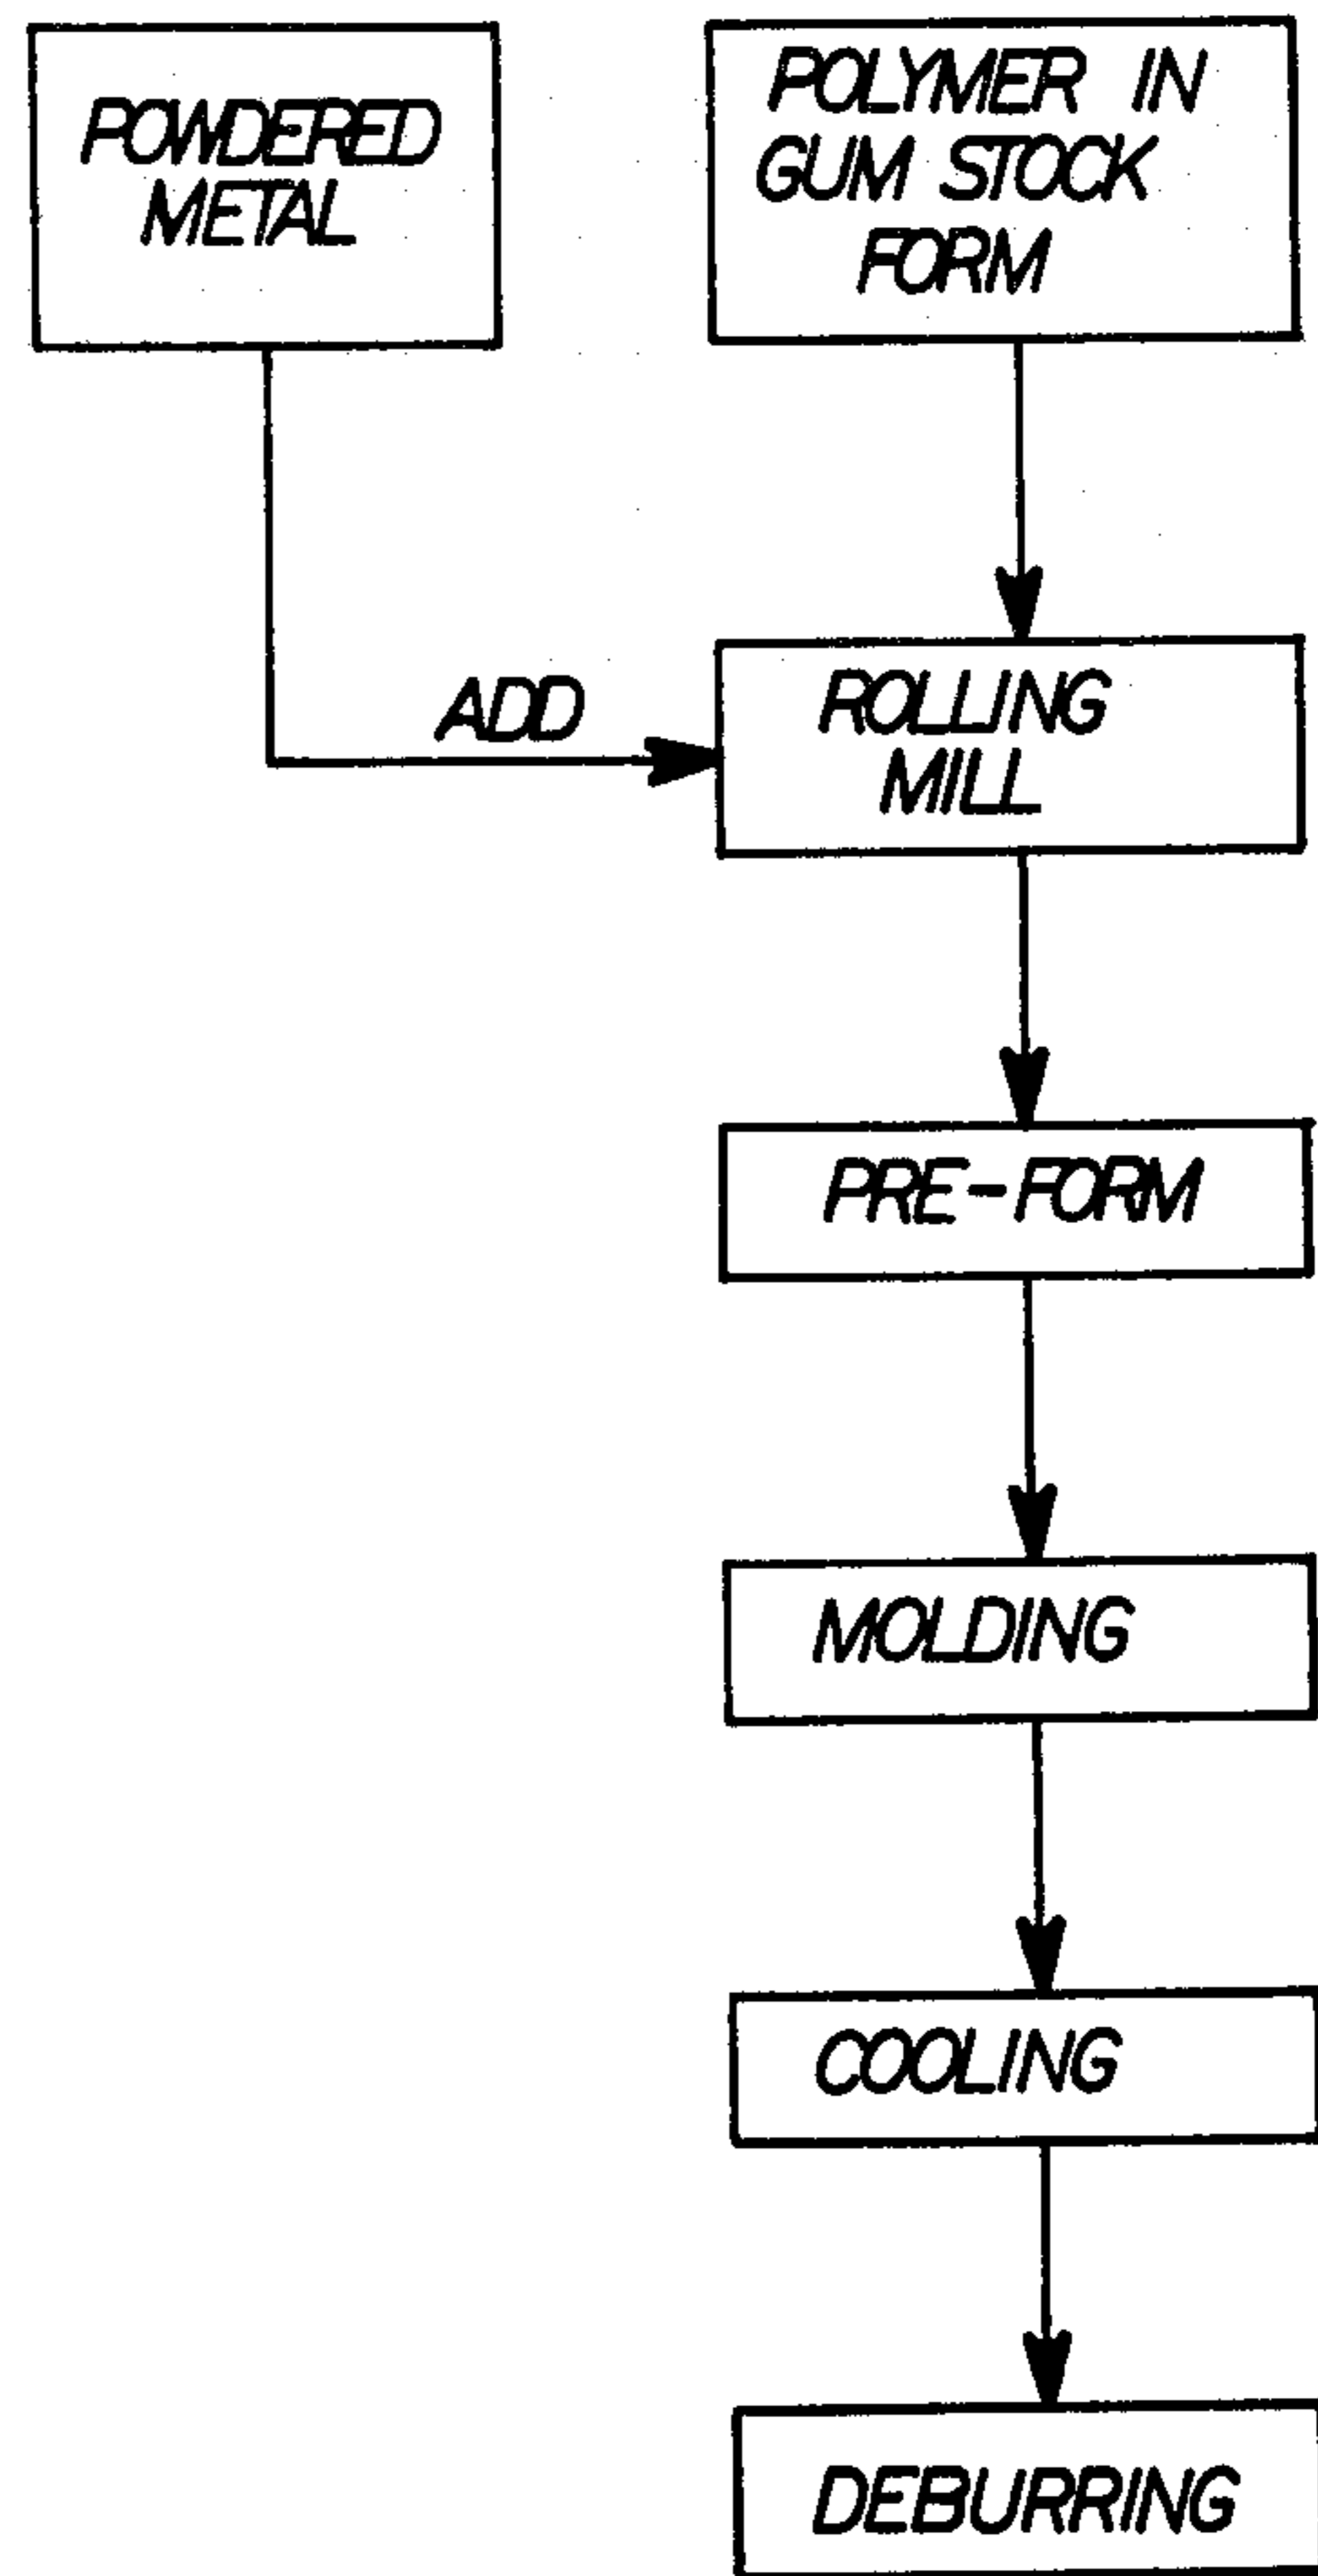 POWDERED
METAL
POLYMER IN
GUM STOCK
FORM
ADD
ROLLING
MILL
PRE-FORM
MOLDING
COOLING
DEBURRING